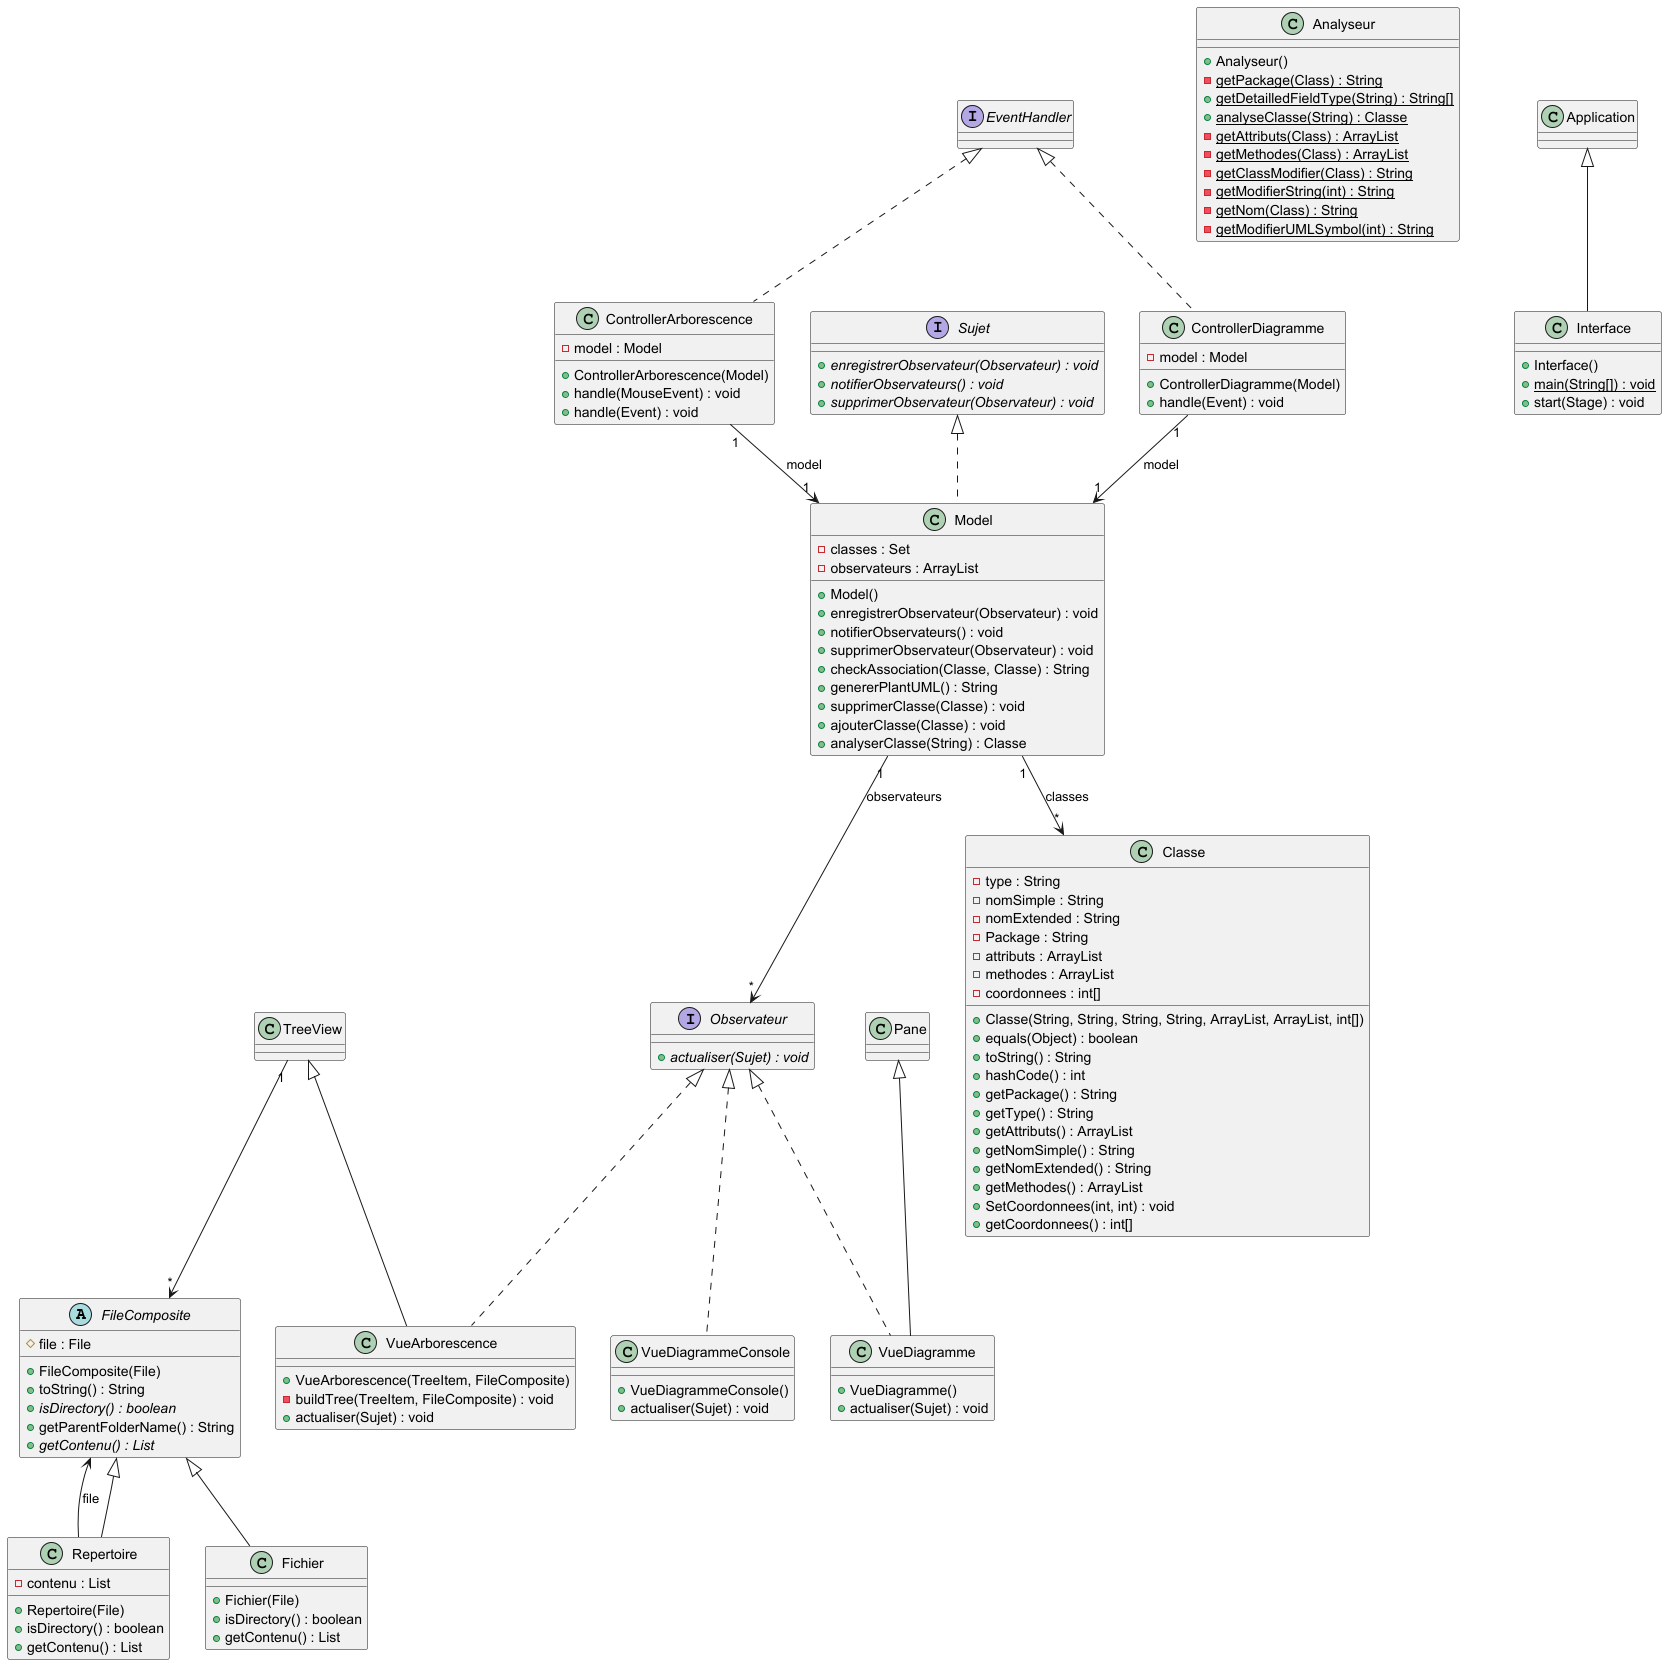 C Analyseur
Analyseur()
getPackage(Class) : String
getDetailledFieldType(String) : String[]
analyseClasse(String) : Classe
getAttributs(Class) : ArrayList
getMethodes(Class) : ArrayList
getClassModifier(Class) : String
getModifierString(int) : String
getNom(Class) : String
getModifierUMLSymbol(int) : String
I EventHandler
C Application
C ControllerArborescence
model : Model
ControllerArborescence(Model)
handle(MouseEvent) : void
handle(Event) : void
I Sujet
enregistrerObservateur(Observateur) : void
notifierObservateurs() : void
supprimerObservateur(Observateur) : void
C ControllerDiagramme
model : Model
ControllerDiagramme(Model)
handle(Event) : void
C Interface
Interface()
main(String[]) : void
start(Stage) : void
1
model
1
1
model
1
C Model
classes : Set
observateurs : ArrayList
Model()
enregistrerObservateur(Observateur) : void
notifierObservateurs() : void
supprimerObservateur(Observateur) : void
checkAssociation(Classe, Classe) : String
genererPlantUML() : String
supprimerClasse(Classe) : void
ajouterClasse(Classe) : void
analyserClasse(String) : Classe
1
observateurs
*
1
classes
*
C Classe
type : String
nomSimple : String
nomExtended : String
Package : String
attributs : ArrayList
methodes : ArrayList
coordonnees : int[]
Classe(String, String, String, String, ArrayList, ArrayList, int[])
equals(Object) : boolean
toString() : String
hashCode() : int
getPackage() : String
getType() : String
getAttributs() : ArrayList
getNomSimple() : String
getNomExtended() : String
getMethodes() : ArrayList
SetCoordonnees(int, int) : void
getCoordonnees() : int[]
C TreeView
I Observateur
actualiser(Sujet) : void
C Pane
1
*
A FileComposite
file : File
FileComposite(File)
toString() : String
isDirectory() : boolean
getParentFolderName() : String
getContenu() : List
C VueArborescence
VueArborescence(TreeItem, FileComposite)
buildTree(TreeItem, FileComposite) : void
actualiser(Sujet) : void
C VueDiagrammeConsole
VueDiagrammeConsole()
actualiser(Sujet) : void
C VueDiagramme
VueDiagramme()
actualiser(Sujet) : void
file
C Repertoire
contenu : List
Repertoire(File)
isDirectory() : boolean
getContenu() : List
C Fichier
Fichier(File)
isDirectory() : boolean
getContenu() : List